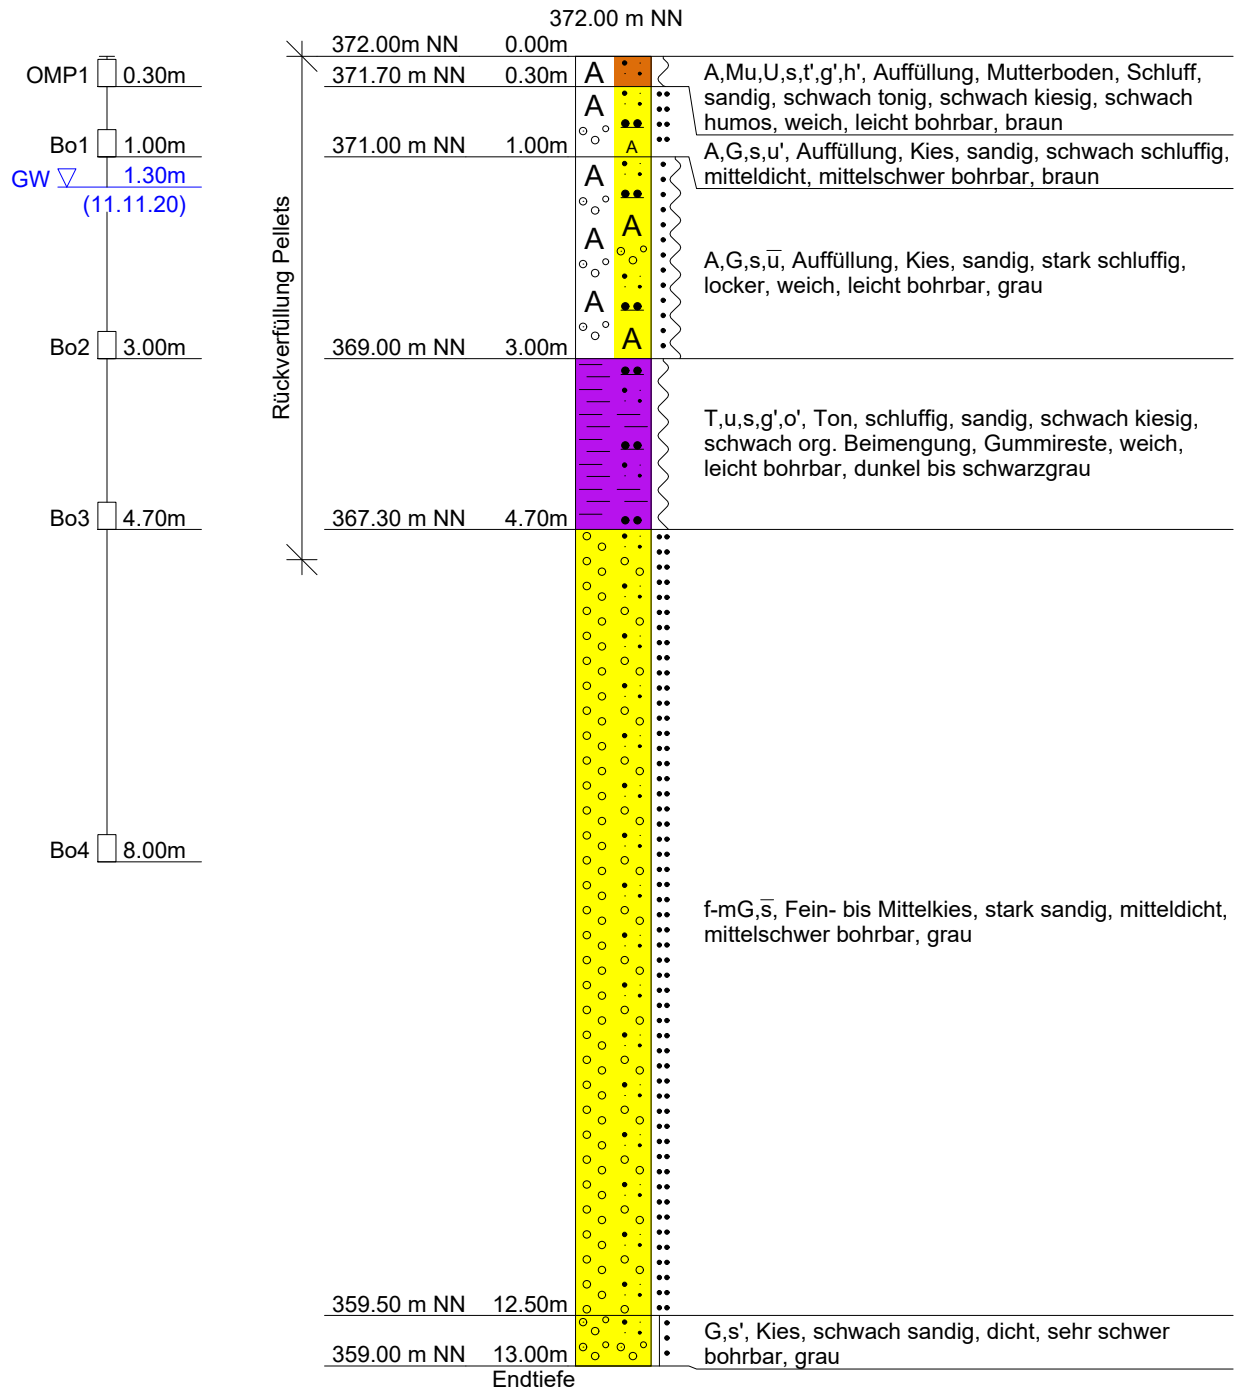 372.00 m NN
372.00m NN 0.00m
OMP1 0.30m
371.70 m NN 0.30m
A
A,Mu,U,s,t',g',h', Auffüllung, Mutterboden, Schluff,
sandig, schwach tonig, schwach kiesig, schwach
humos, weich, leicht bohrbar, braun
A
A
Bo1 1.00m
371.00 m NN 1.00m
A,G,s,u', Auffüllung, Kies, sandig, schwach schluffig,
mitteldicht, mittelschwer bohrbar, braun
GW 1.30m
(11.11.20)
A
A
A
A
A
Rückverfüllung Pellets
A,G,s,u̅, Auffüllung, Kies, sandig, stark schluffig,
locker, weich, leicht bohrbar, grau
Bo2 3.00m
369.00 m NN 3.00m
T,u,s,g',o', Ton, schluffig, sandig, schwach kiesig,
schwach org. Beimengung, Gummireste, weich,
leicht bohrbar, dunkel bis schwarzgrau
Bo3 4.70m
367.30 m NN 4.70m
Bo4 8.00m
f-mG,s̅, Fein- bis Mittelkies, stark sandig, mitteldicht,
mittelschwer bohrbar, grau
359.50 m NN 12.50m
G,s', Kies, schwach sandig, dicht, sehr schwer
bohrbar, grau
359.00 m NN 13.00m
Endtiefe